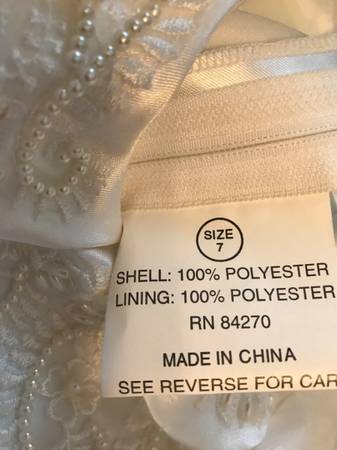 SIZE
7
SHELL: 100% POLYESTER
LINING: 100% POLYESTER
RN 84270
MADE IN CHINA
SEE REVERSE FOR CAR